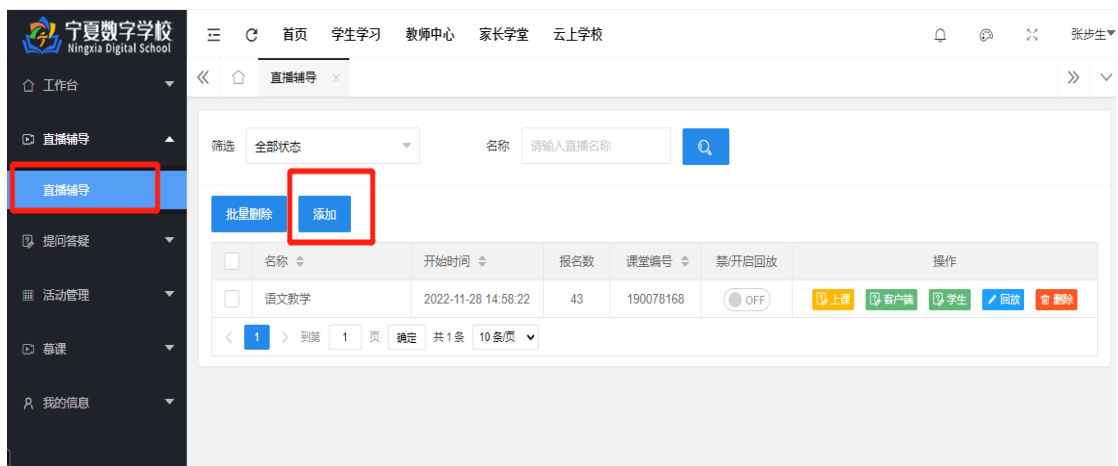 宁夏数字学校
Ningxia Digital School
首页 学生学习 教师中心 家长学堂 云上学校 张步生
工作台
直播辅导
直播辅导
直播辅导
筛选 全部状态 名称 请输入直播名称
直播辅导
批量删除 添加
提问答疑
名称 开始时间 报名数 课堂编号 禁/开启回放 操作
活动管理
语文教学 2022-11-28 14:58:22 43 190078168 OFF 上课 客户端 学生 回放 删除
1 到第 1 页 确定 共1条 10条/页
慕课
我的信息